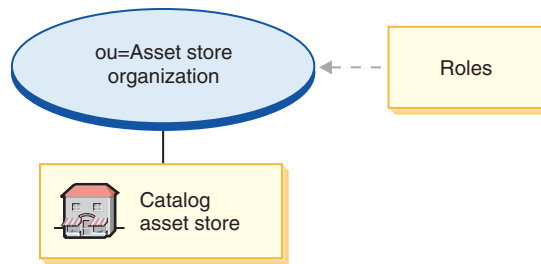 ou=Asset store
organization
Roles
Catalog
asset store